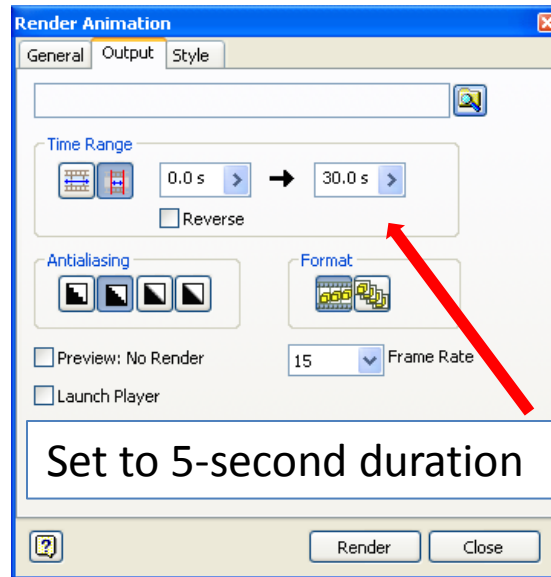 Render Animation
General Output Style
Time Range
0.0 s 30.0 s
Reverse
Antialiasing Format
Preview: No Render
15 Frame Rate
Launch Player
Set to 5-second duration
Render Close